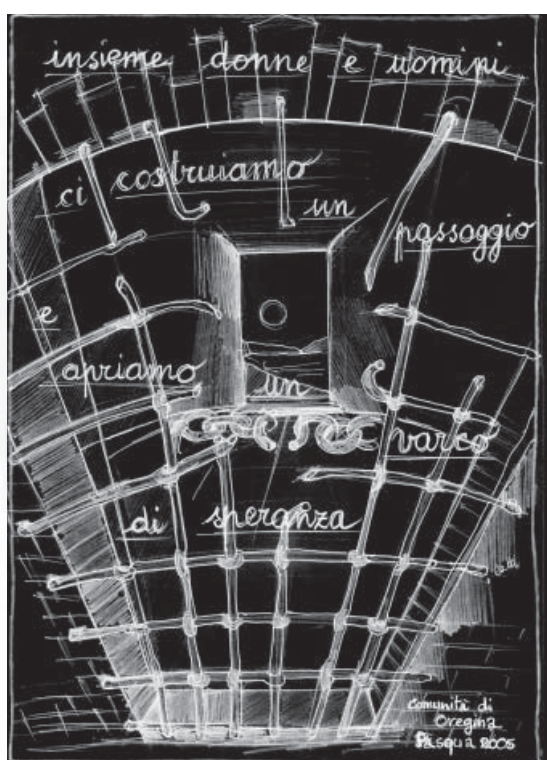 insieme donne e uomini
ci costruiamo
un
passaggio
e
apriamo un
varco
di speranza
comunità di
Oregina
Pasqua 2005